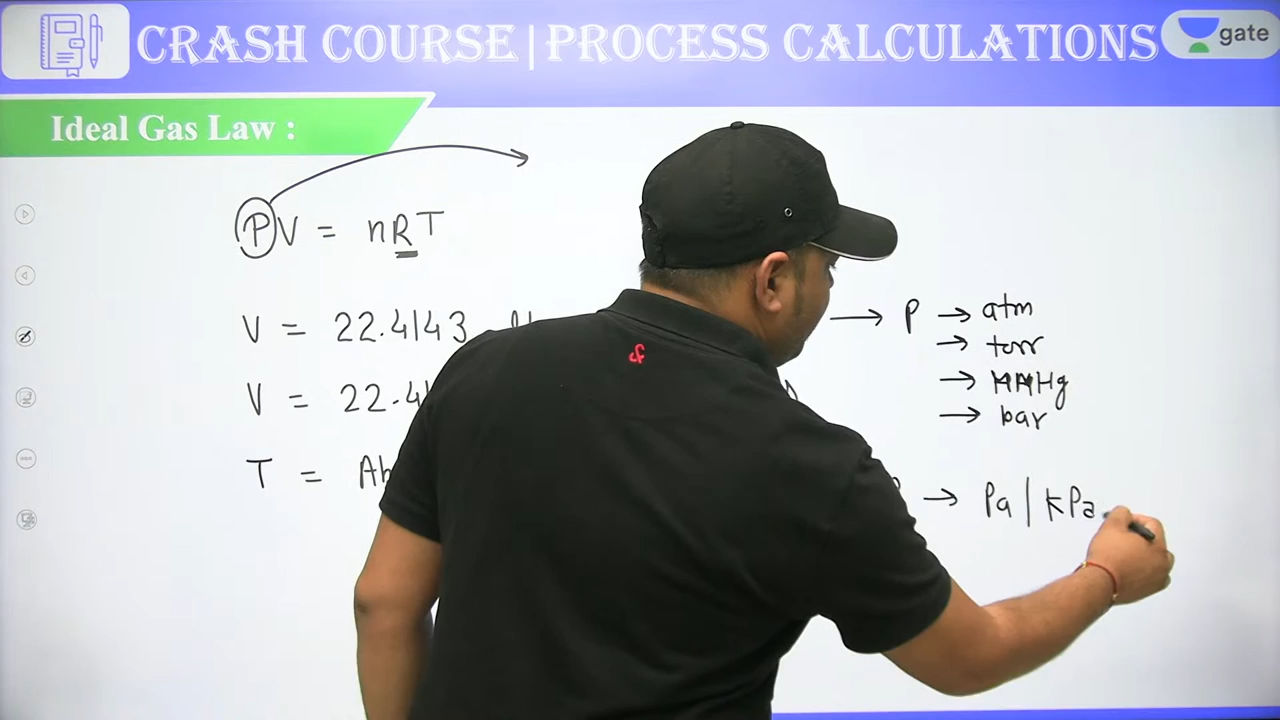 CRASH COURSE|PROCESS CALCULATIONS
gate
Ideal Gas Law :
PV = nRT
V = 22.4143
→ P → atm
→ torr
→ MMHg
→ bar
V = 22.41
T = Ab
→ Pa | kPa